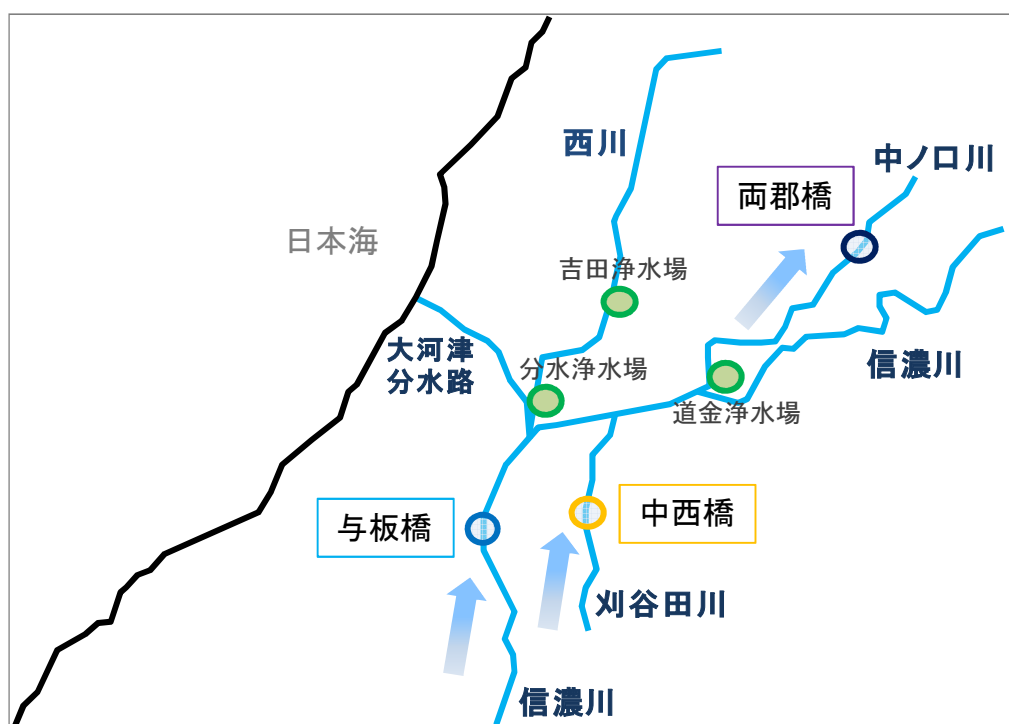 西川
中ノ口川
両郡橋
日本海
吉田浄水場
大河津
分水路
分水浄水場
信濃川
道金浄水場
与板橋
中西橋
刈谷田川
信濃川